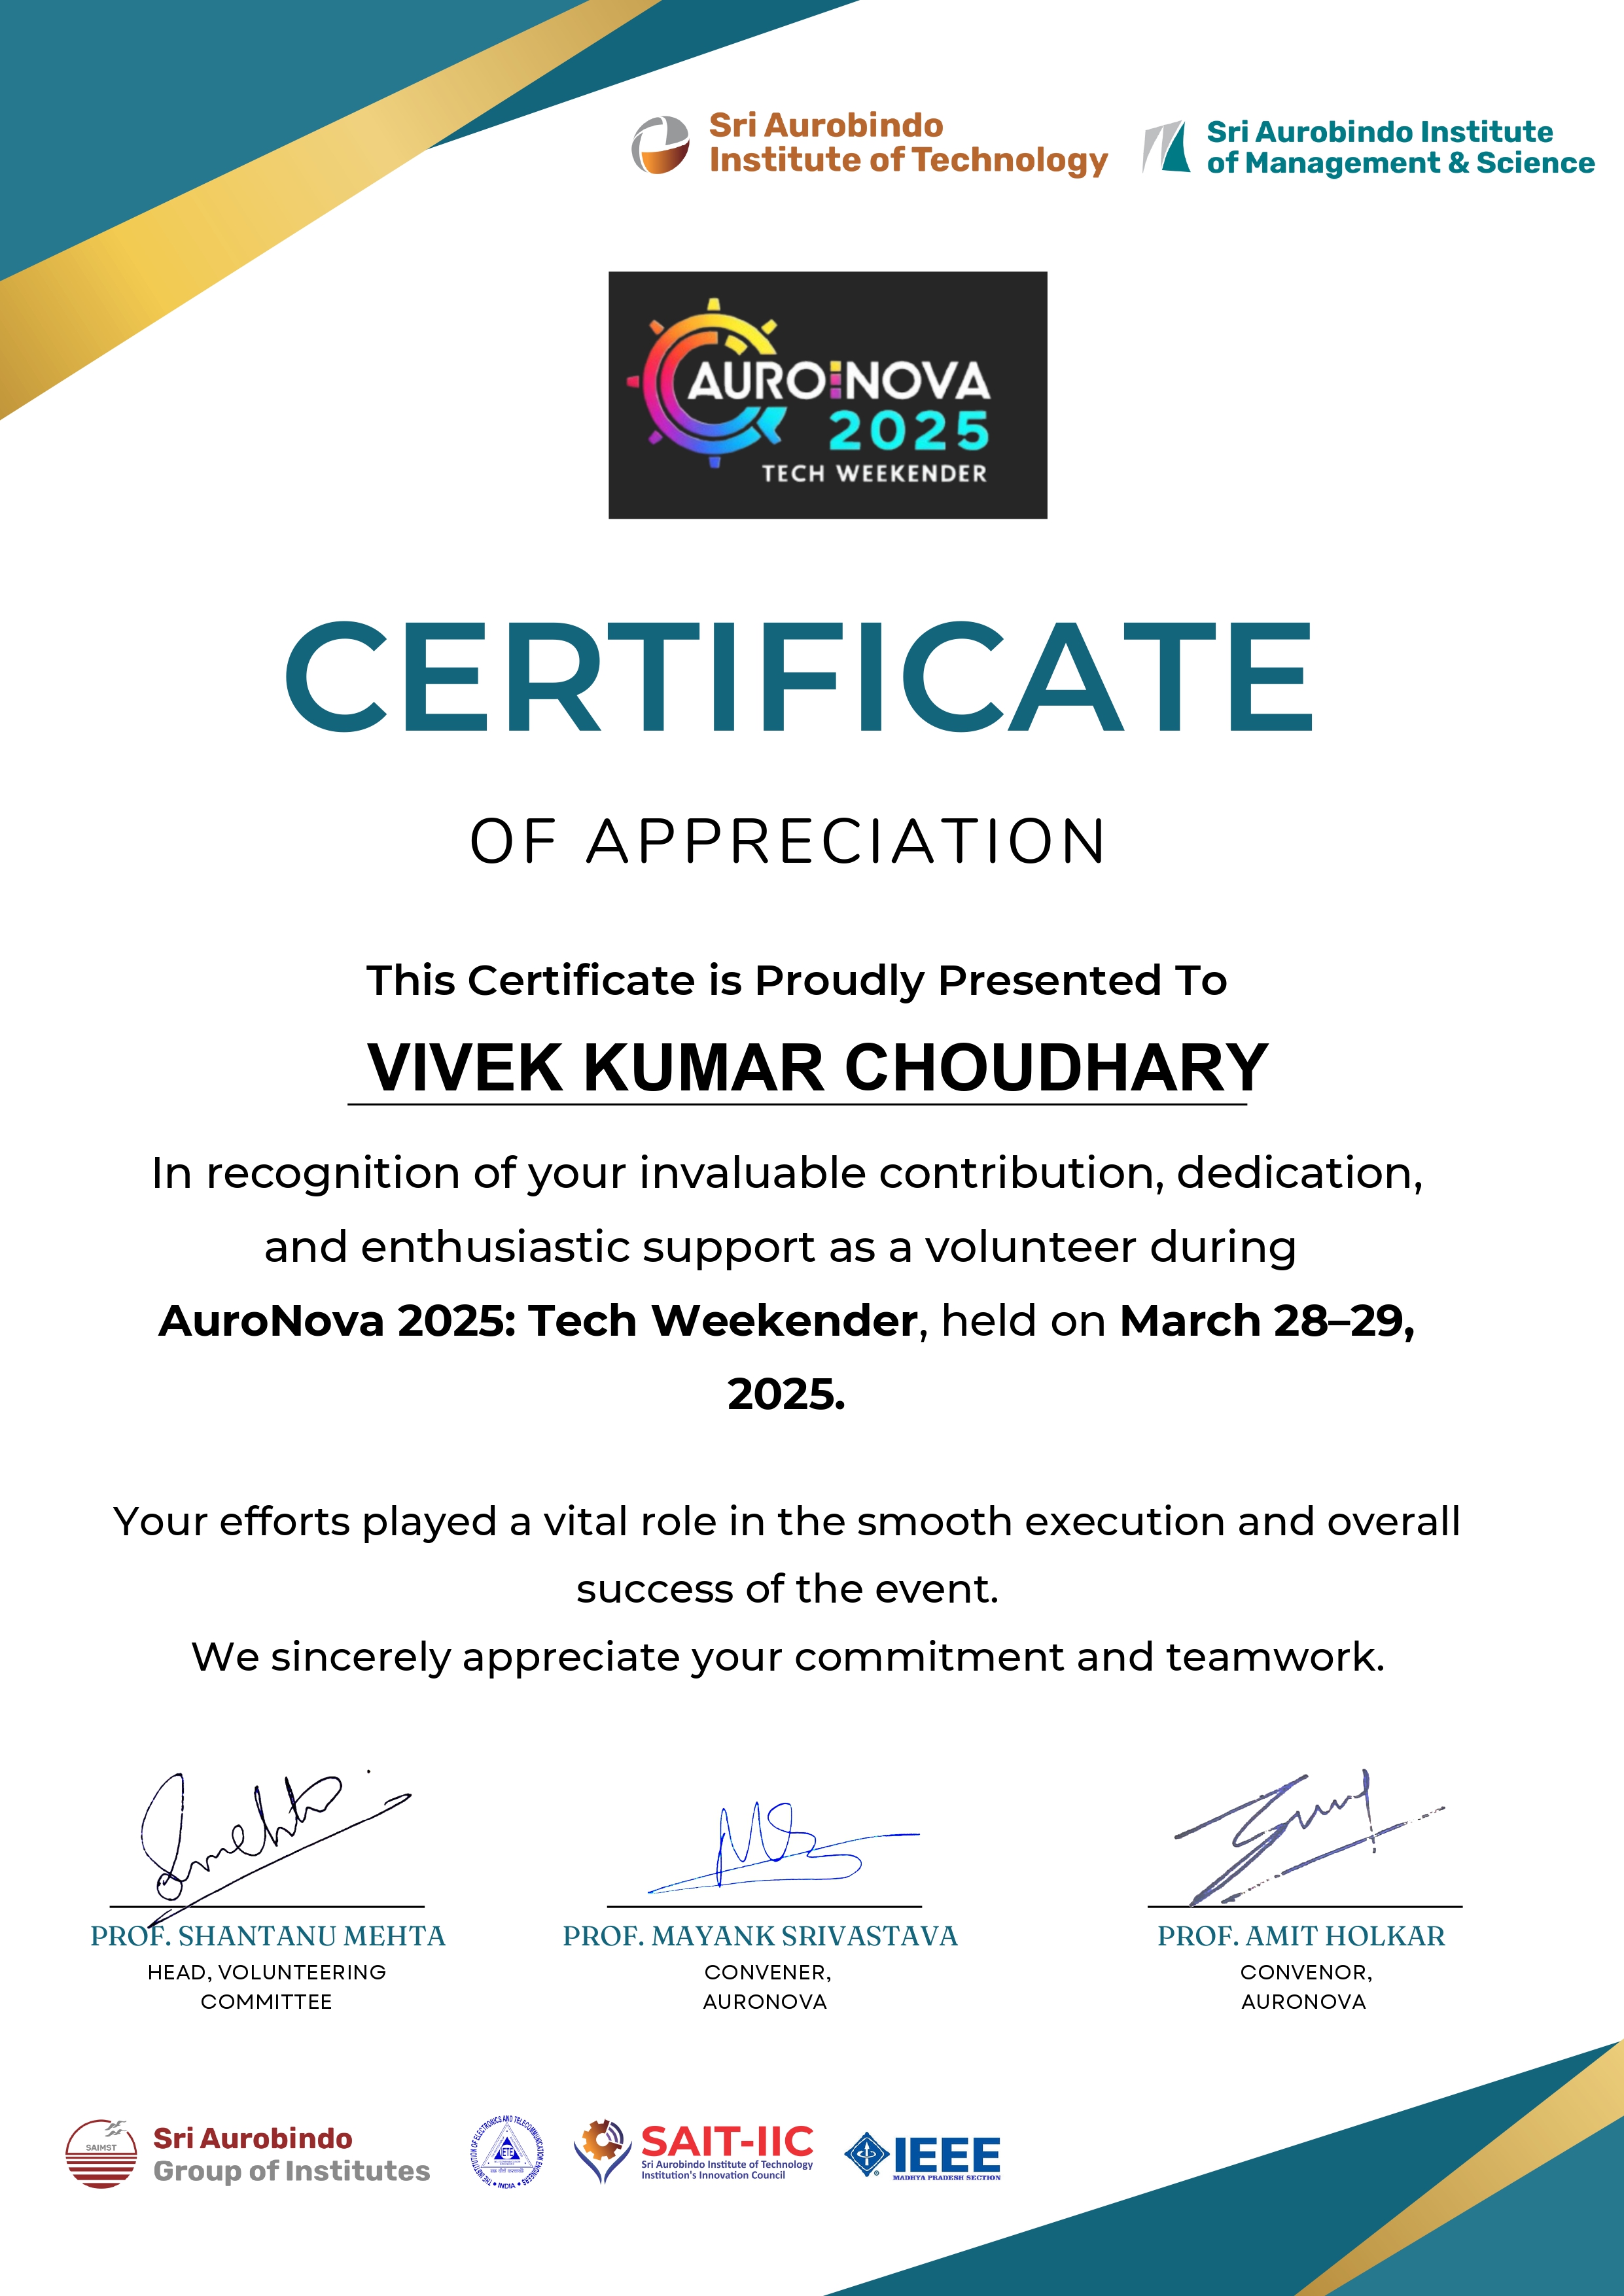 Sri Aurobindo
Institute of Technology
Sri Aurobindo Institute
of Management & Science
AURO:NOVA
2025
TECH WEEKENDER
CERTIFICATE
OF APPRECIATION
This Certificate is Proudly Presented To
VIVEK KUMAR CHOUDHARY
In recognition of your invaluable contribution, dedication,
and enthusiastic support as a volunteer during
AuroNova 2025: Tech Weekender, held on March 28–29,
2025.
Your efforts played a vital role in the smooth execution and overall
success of the event.
We sincerely appreciate your commitment and teamwork.
Smehta
PROF. SHANTANU MEHTA
HEAD, VOLUNTEERING
COMMITTEE
PROF. MAYANK SRIVASTAVA
CONVENER,
AURONOVA
PROF. AMIT HOLKAR
CONVENOR,
AURONOVA
SAIMST
Sri Aurobindo
Group of Institutes
THE INSTITUTION OF ELECTRONICS AND TELECOMMUNICATION ENGINEERS
IETE
INDIA
SAIT-IIC
Sri Aurobindo Institute of Technology
Institution's Innovation Council
IEEE
MADHYA PRADESH SECTION